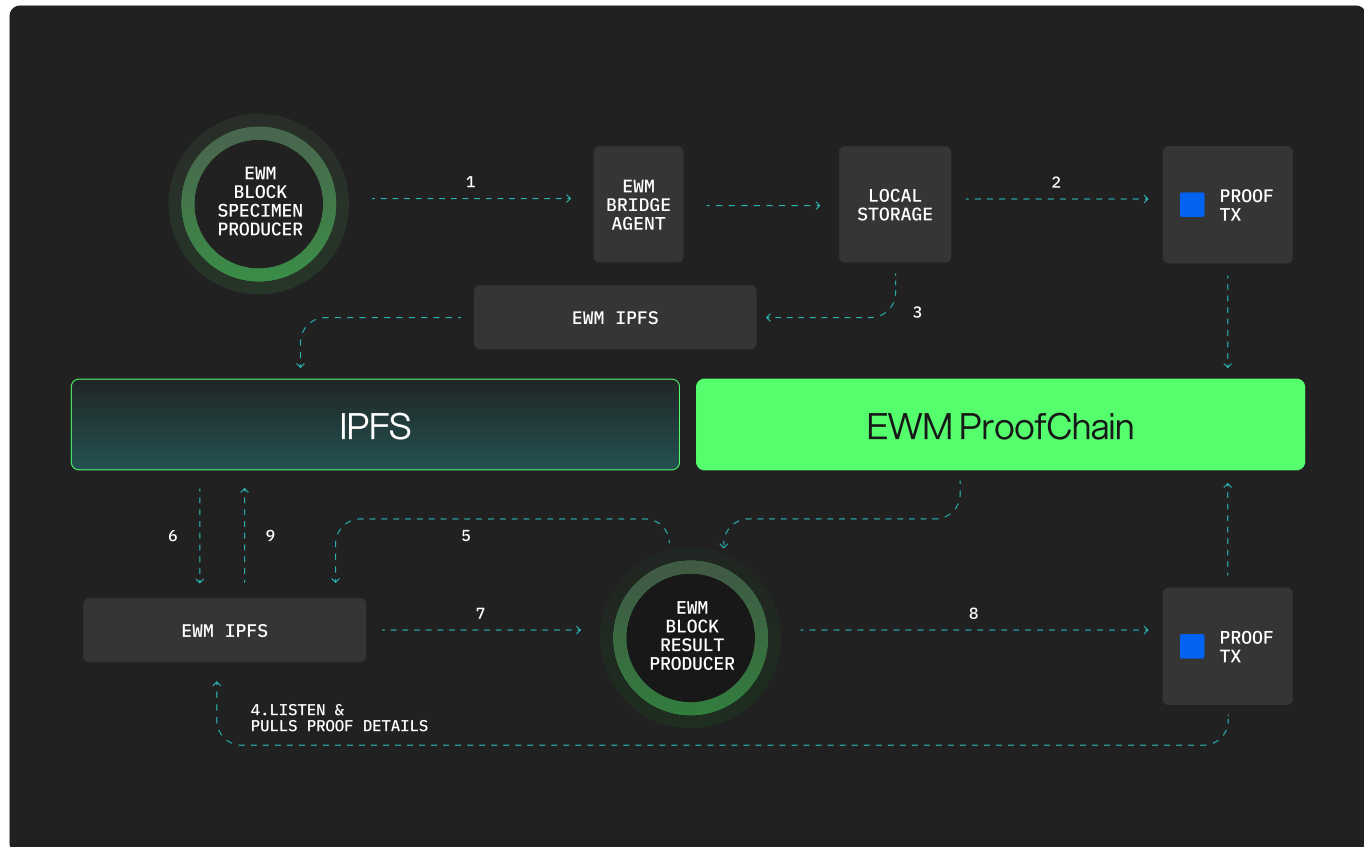 EWM
BLOCK
SPECIMEN
PRODUCER
1
EWM
BRIDGE
AGENT
LOCAL
STORAGE
2
PROOF
TX
EWM IPFS
3
IPFS
EWM ProofChain
6
9
5
EWM IPFS
7
EWM
BLOCK
RESULT
PRODUCER
8
PROOF
TX
4.LISTEN &
PULLS PROOF DETAILS